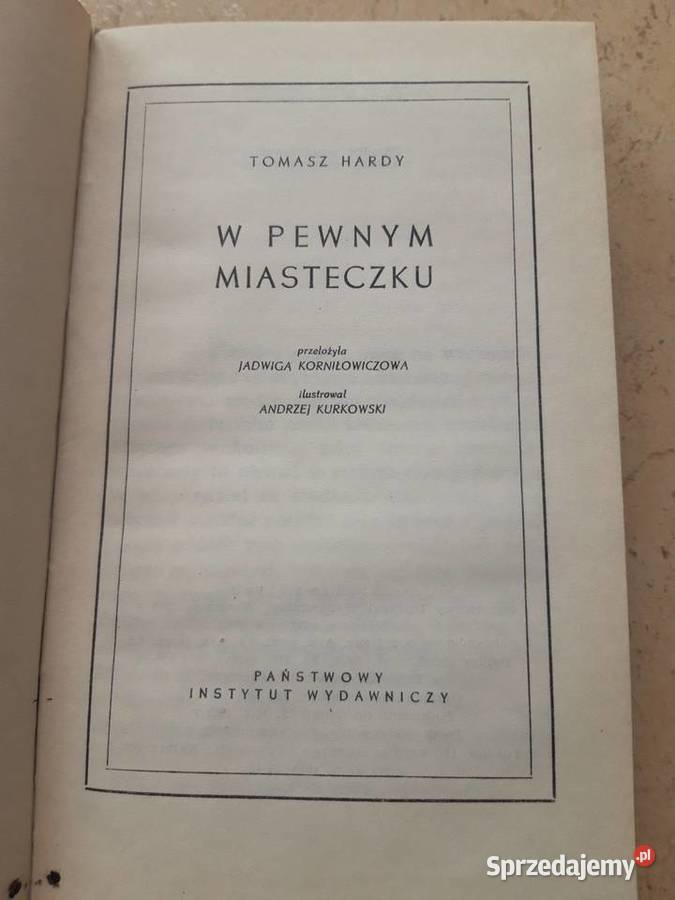 TOMASZ HARDY
W PEWNYM
MIASTECZKU
przełożyła
JADWIGA KORNIŁOWICZOWA
ilustrował
ANDRZEJ KURKOWSKI
PAŃSTWOWY
INSTYTUT WYDAWNICZY
Sprzedajemy.pl